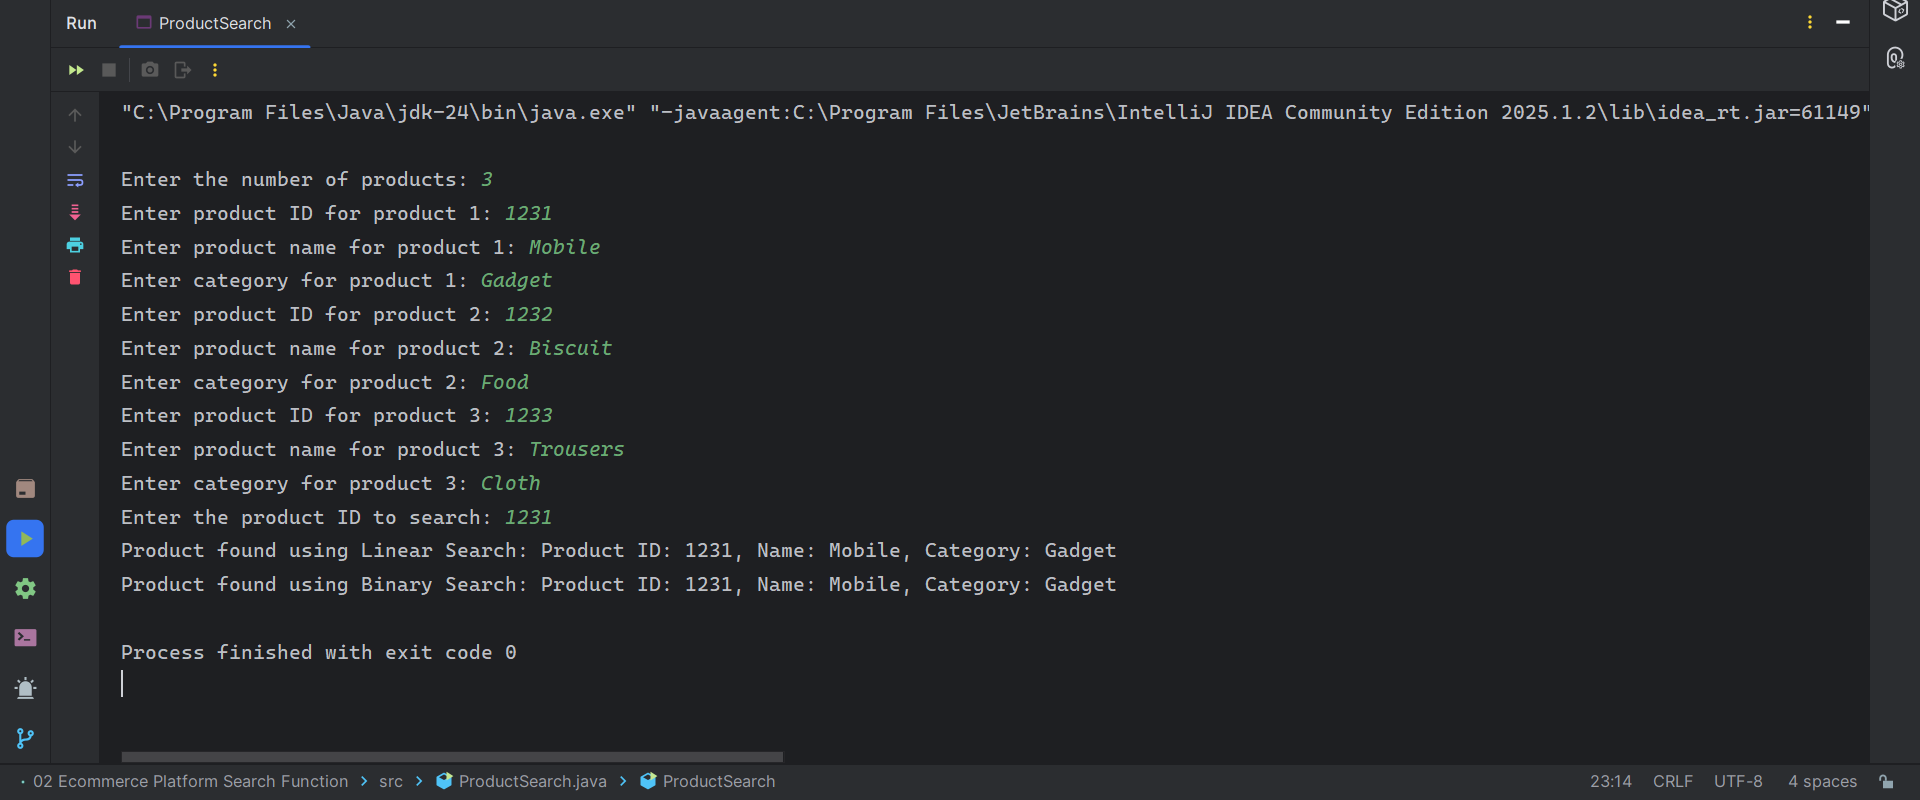 Run ProductSearch
"C:\Program Files\Java\jdk-24\bin\java.exe" "-javaagent:C:\Program Files\JetBrains\IntelliJ IDEA Community Edition 2025.1.2\lib\idea_rt.jar=61149"
Enter the number of products: 3
Enter product ID for product 1: 1231
Enter product name for product 1: Mobile
Enter category for product 1: Gadget
Enter product ID for product 2: 1232
Enter product name for product 2: Biscuit
Enter category for product 2: Food
Enter product ID for product 3: 1233
Enter product name for product 3: Trousers
Enter category for product 3: Cloth
Enter the product ID to search: 1231
Product found using Linear Search: Product ID: 1231, Name: Mobile, Category: Gadget
Product found using Binary Search: Product ID: 1231, Name: Mobile, Category: Gadget
Process finished with exit code 0
02 Ecommerce Platform Search Function > src > ProductSearch.java > ProductSearch 23:14 CRLF UTF-8 4 spaces